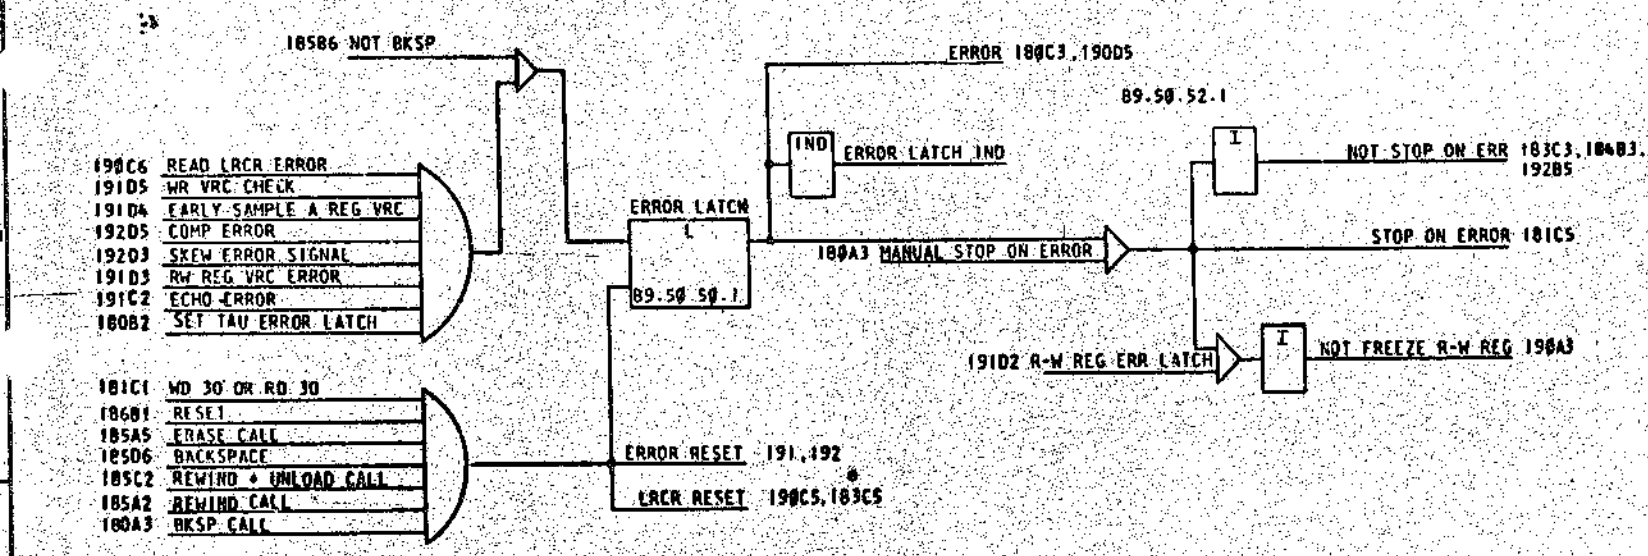 185B6 NOT BKSP
ERROR 180C3, 190D5
89.50.52.1
I
IND
ERROR LATCH IND
NOT STOP ON ERR 183C3, 184B3,
192B5
190C6 READ LRCR ERROR
191D5 WR VRC CHECK
191D4 EARLY SAMPLE A REG VRC
192D5 COMP ERROR
192D3 SKEW ERROR SIGNAL
191D3 RW REG VRC ERROR
191C2 ECHO ERROR
180B2 SET TAU ERROR LATCH
ERROR LATCH
L
89.50.50.1
180A3 MANUAL STOP ON ERROR
STOP ON ERROR 181C5
191D2 R-W REG ERR LATCH
I
NOT FREEZE R-W REG 190A3
181C1 WD 30 OR RD 30
186B1 RESET
185A5 ERASE CALL
185D6 BACKSPACE
185C2 REWIND + UNLOAD CALL
185A2 REWIND CALL
180A3 BKSP CALL
ERROR RESET 191, 192
LRCR RESET 190C5, 183C5